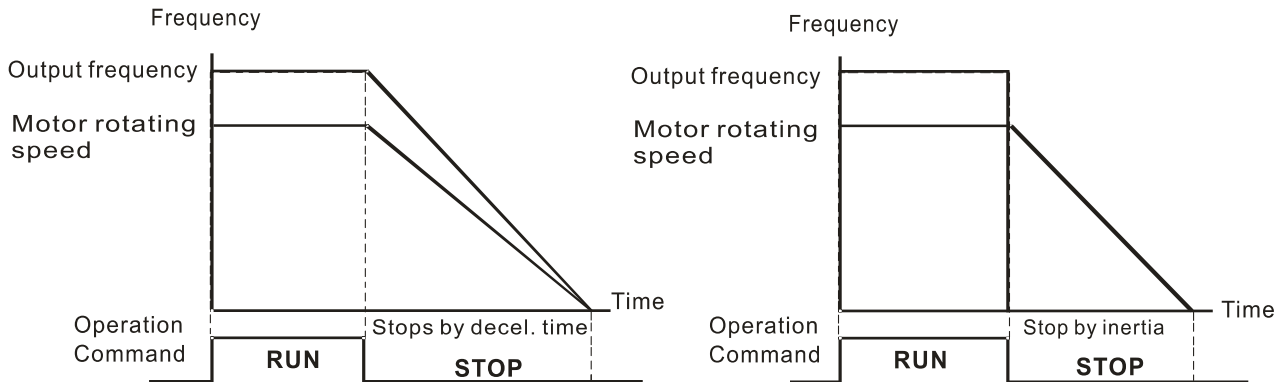 Frequency
Output frequency
Motor rotating
speed
Time
Operation
Command
Stops by decel. time
RUN
STOP
Frequency
Output frequency
Motor rotating
speed
Time
Operation
Command
Stop by inertia
RUN
STOP